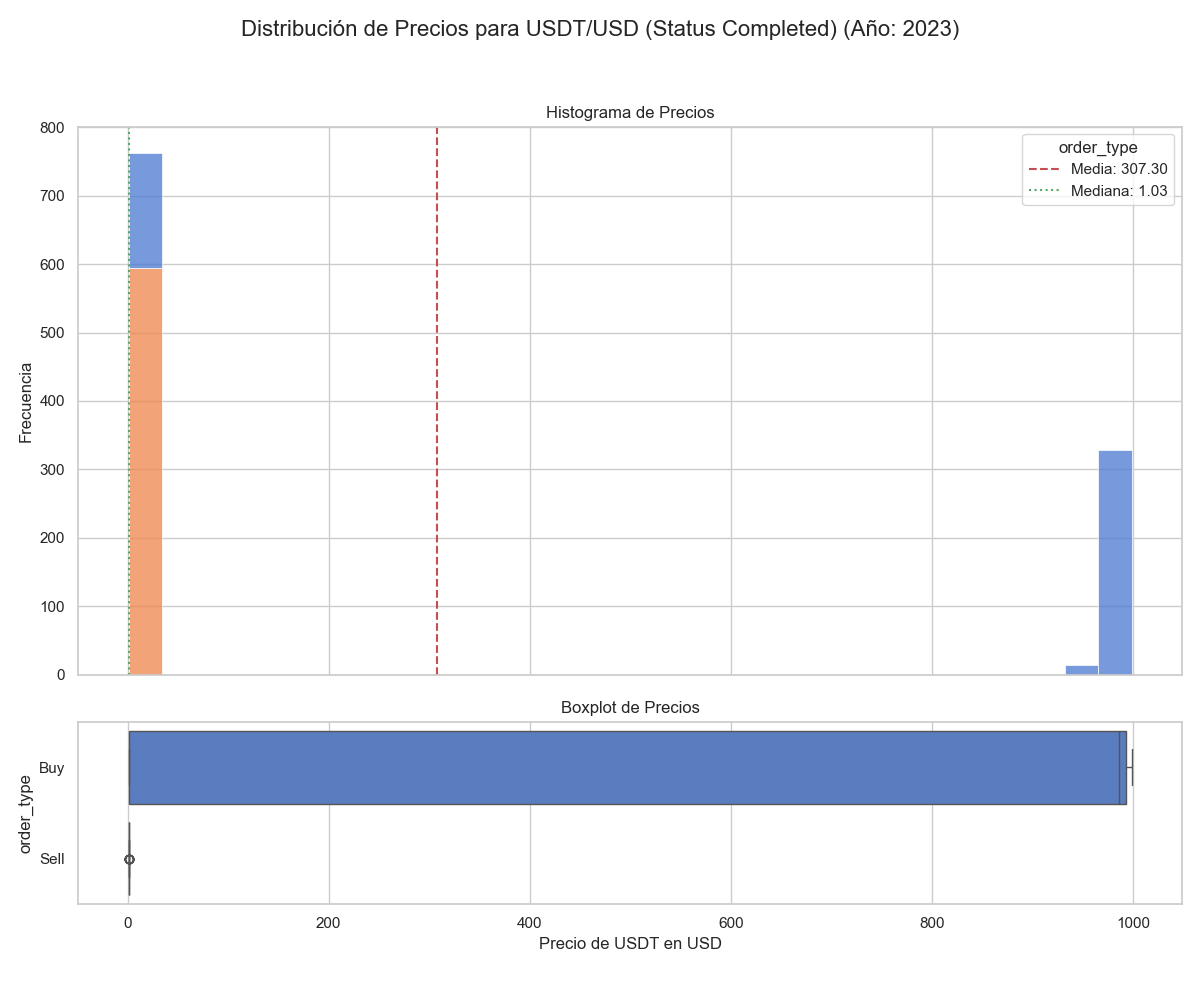 Distribución de Precios para USDT/USD (Status Completed) (Año: 2023)
Histograma de Precios
800
700
600
500
400
300
200
100
0
Frecuencia
order_type
Media: 307.30
Mediana: 1.03
Boxplot de Precios
order_type
Buy
Sell
0
200
400
600
800
1000
Precio de USDT en USD